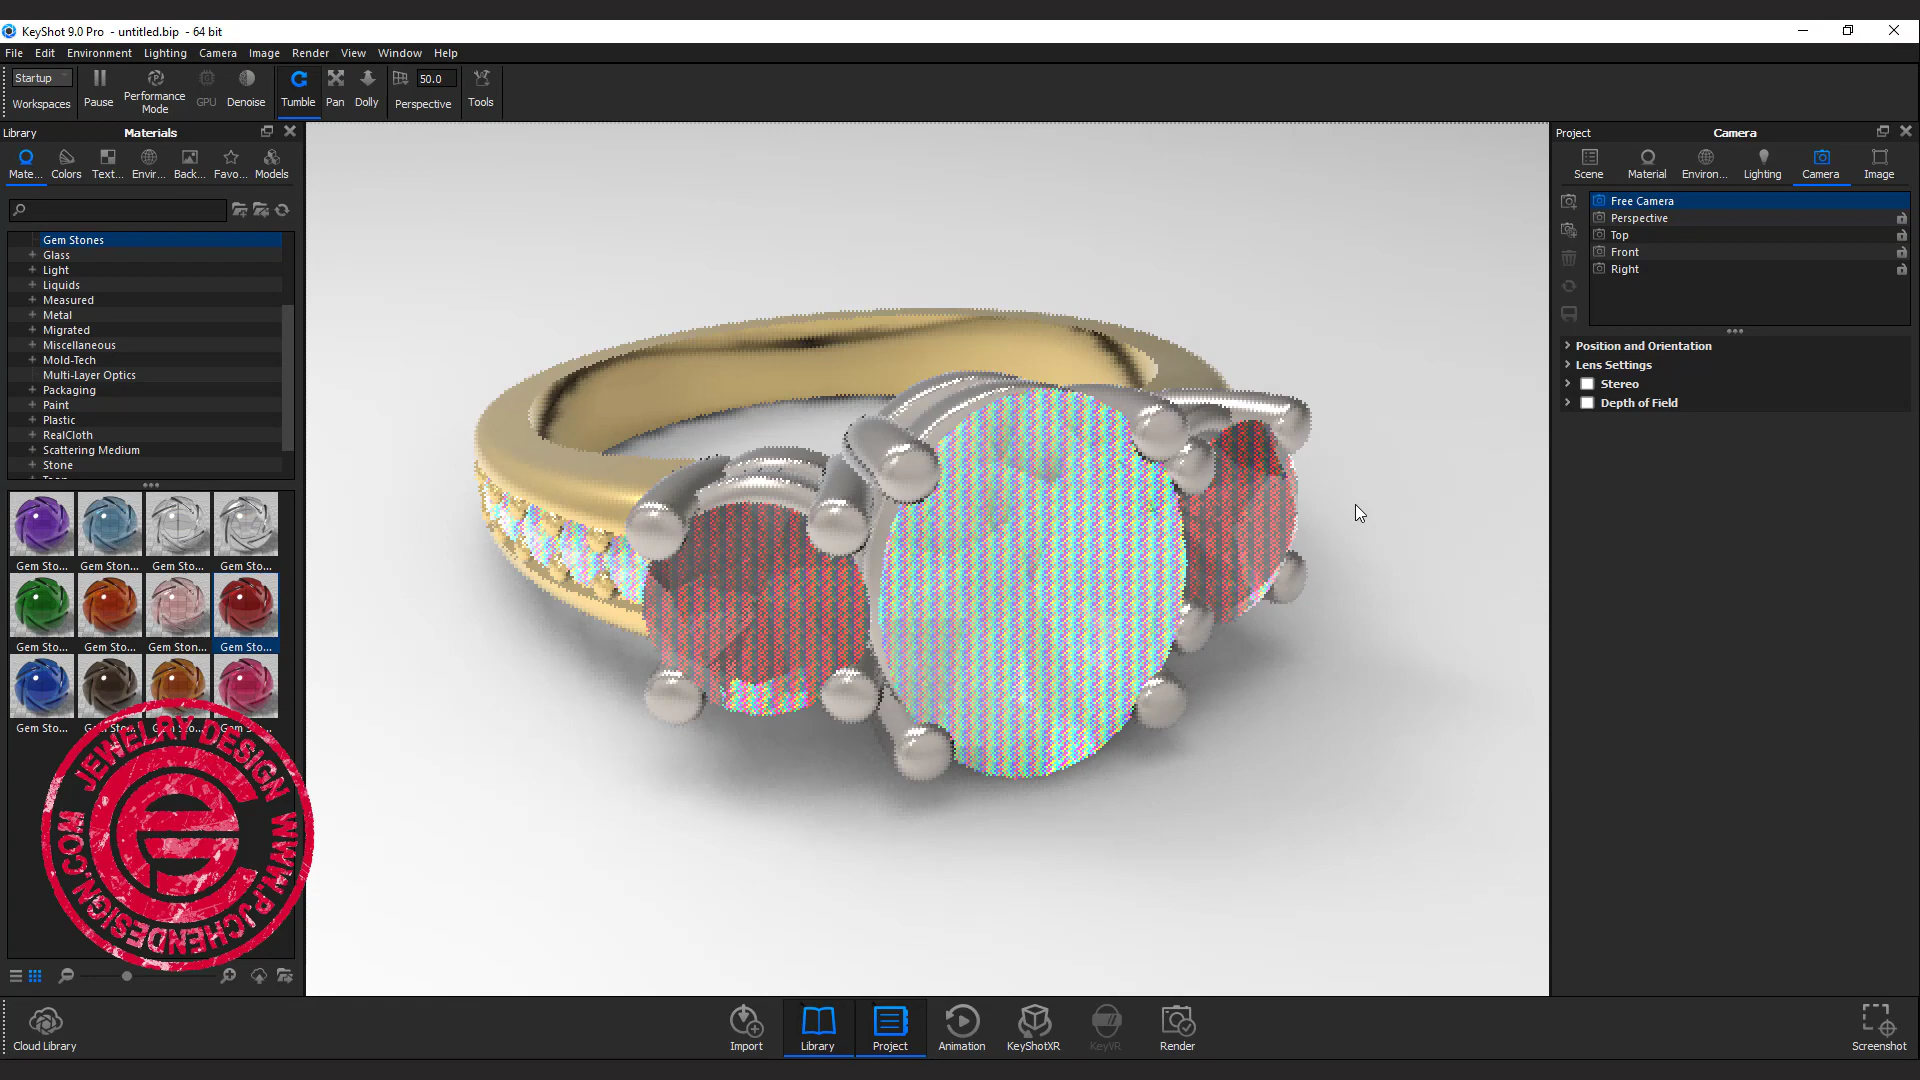 KeyShot 9.0 Pro - untitled.bip - 64 bit
File Edit Environment Lighting Camera Image Render View Window Help
Startup
50.0
Workspaces Pause Performance Mode GPU Denoise Tumble Pan Dolly Perspective Tools
Library Materials
Mate... Colors Text... Envir... Back... Favo... Models
Gem Stones
Glass
Light
Liquids
Measured
Metal
Migrated
Miscellaneous
Mold-Tech
Multi-Layer Optics
Packaging
Paint
Plastic
RealCloth
Scattering Medium
Stone
Gem Sto... Gem Ston... Gem Sto... Gem Sto...
Gem Sto... Gem Sto... Gem Ston... Gem Sto...
Gem Sto...
JEWELRY DESIGN
WWW.PJCHENDESIGN.COM
Project Camera
Scene Material Environ... Lighting Camera Image
Free Camera
Perspective
Top
Front
Right
Position and Orientation
Lens Settings
Stereo
Depth of Field
Cloud Library Import Library Project Animation KeyShotXR KeyVR Render Screenshot